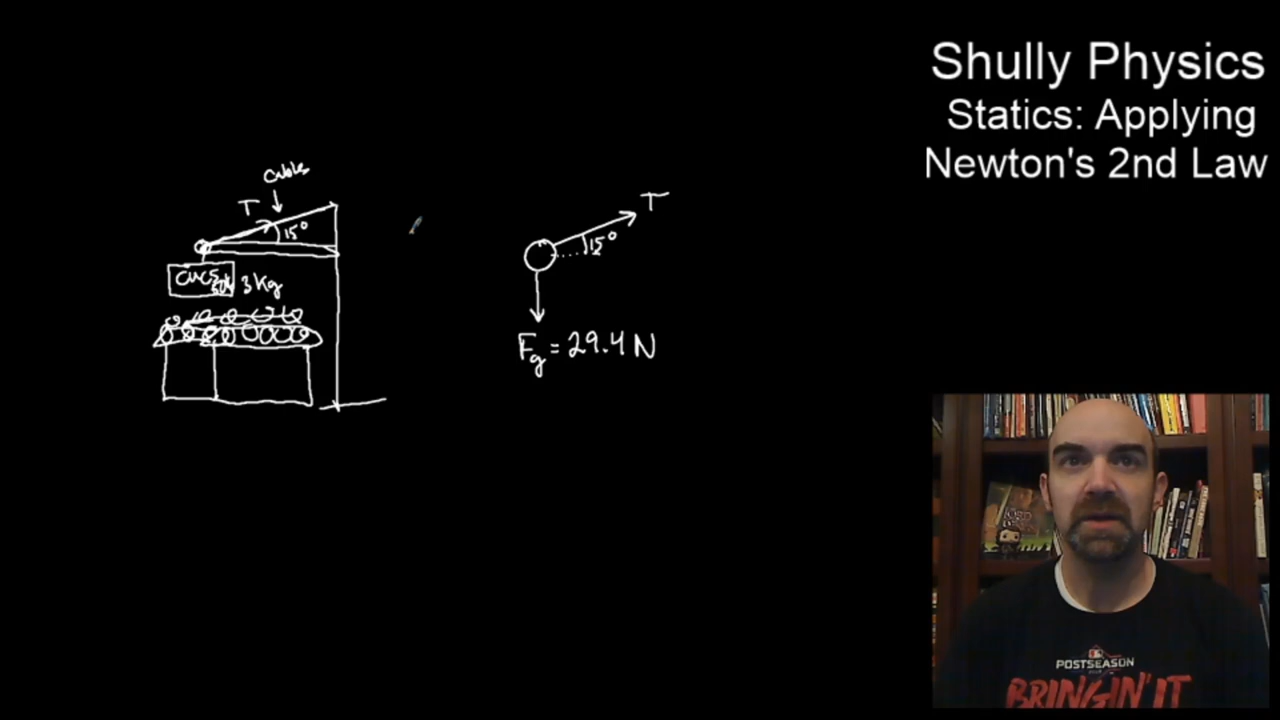 Shully Physics
Statics: Applying
Newton's 2nd Law
Cable
T
15°
3 Kg
T
15°
Fg = 29.4 N
POSTSEASON
BRINGIN' IT